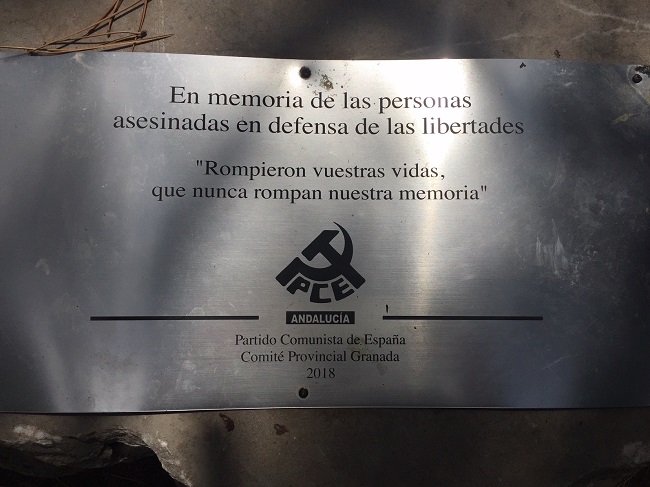 En memoria de las personas
asesinadas en defensa de las libertades
"Rompieron vuestras vidas,
que nunca rompan nuestra memoria"
PCE
ANDALUCÍA
Partido Comunista de España
Comité Provincial Granada
2018